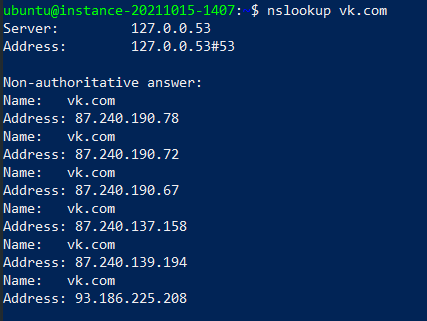 ubuntu@instance-20211015-1407:~$ nslookup vk.com
Server: 127.0.0.53
Address: 127.0.0.53#53
Non-authoritative answer:
Name: vk.com
Address: 87.240.190.78
Name: vk.com
Address: 87.240.190.72
Name: vk.com
Address: 87.240.190.67
Name: vk.com
Address: 87.240.137.158
Name: vk.com
Address: 87.240.139.194
Name: vk.com
Address: 93.186.225.208